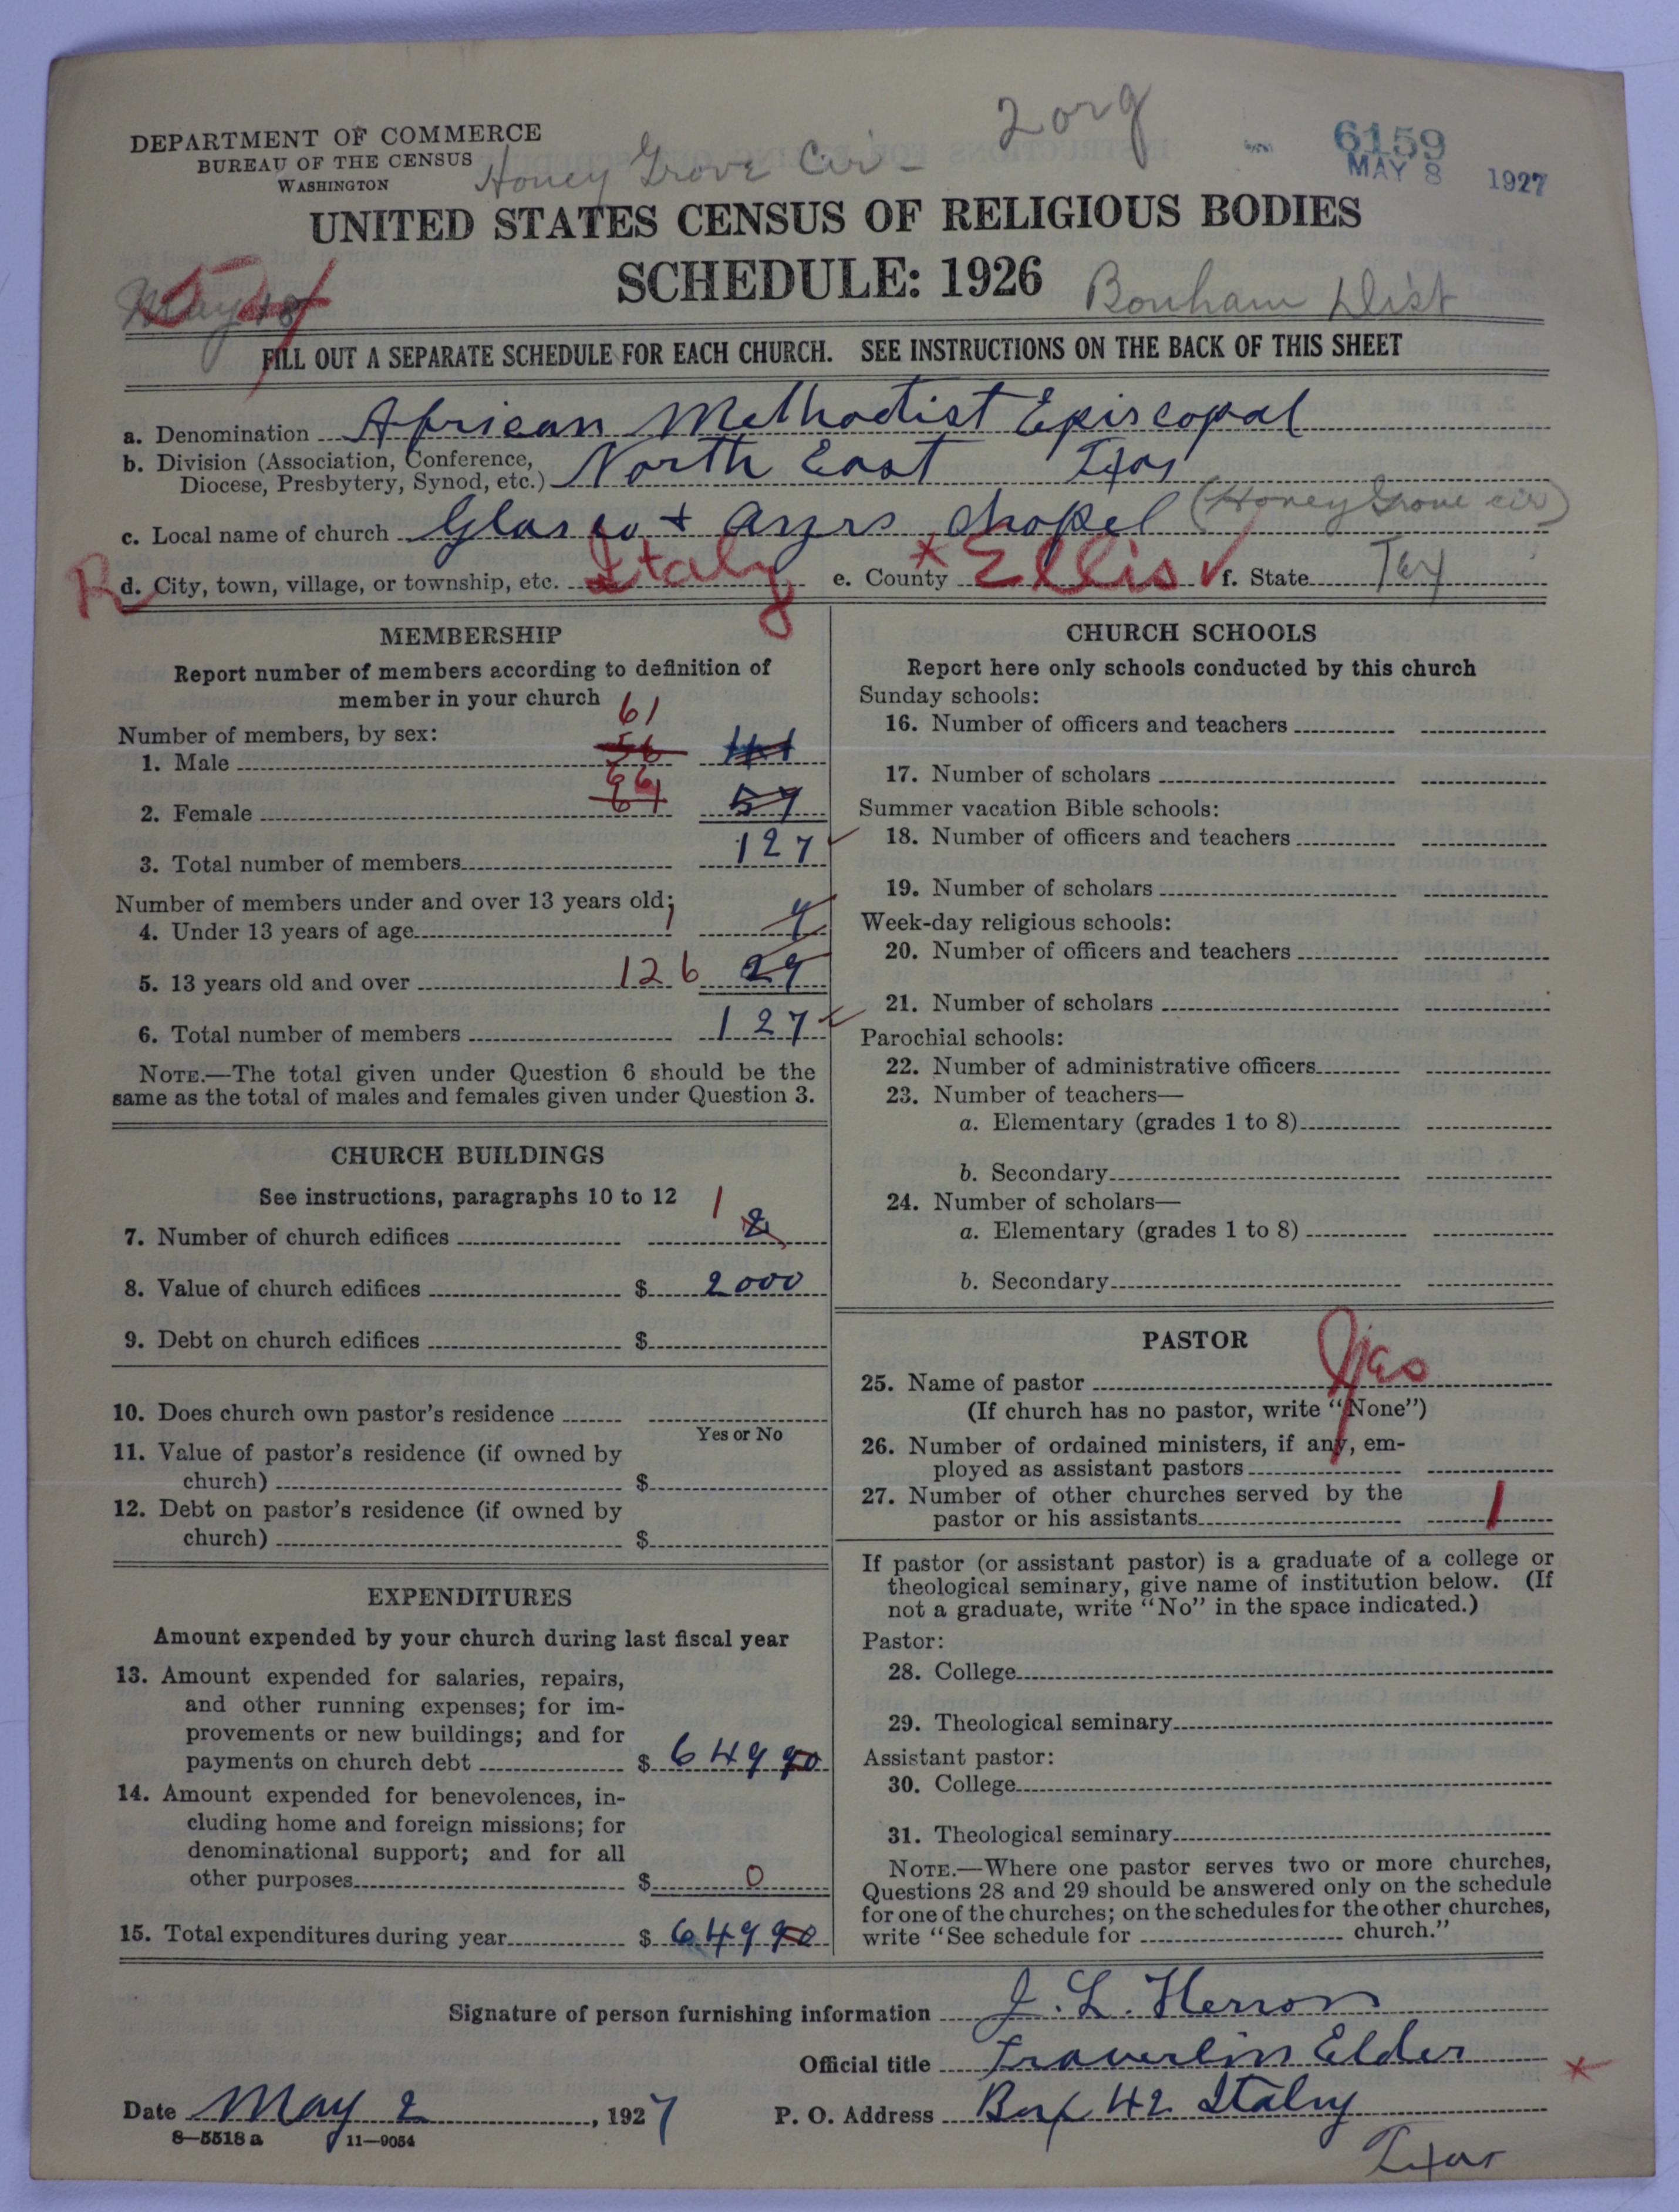 2 org
DEPARTMENT OF COMMERCE
BUREAU OF THE CENSUS
WASHINGTON
Honey Grove Cir-
6159
MAY 8 1927
UNITED STATES CENSUS OF RELIGIOUS BODIES
SCHEDULE: 1926
Bonham Dist
May 18
FILL OUT A SEPARATE SCHEDULE FOR EACH CHURCH. SEE INSTRUCTIONS ON THE BACK OF THIS SHEET
a. Denomination African Methodist Episcopal
b. Division (Association, Conference,
Diocese, Presbytery, Synod, etc.) North East Texas
c. Local name of church Glasco + Ayers Chapel (Honey Grove cir)
R d. City, town, village, or township, etc. Italy e. County * Ellis ✓ f. State Tex
MEMBERSHIP
Report number of members according to definition of
member in your church
61
Number of members, by sex:
1. Male 56
66
2. Female 61 57
3. Total number of members 127 ✓
Number of members under and over 13 years old:
4. Under 13 years of age 1
5. 13 years old and over 126 29
6. Total number of members 127 ✓
NOTE.—The total given under Question 6 should be the
same as the total of males and females given under Question 3.
CHURCH BUILDINGS
See instructions, paragraphs 10 to 12
7. Number of church edifices 1 2
8. Value of church edifices $ 2000
9. Debt on church edifices $
10. Does church own pastor's residence
Yes or No
11. Value of pastor's residence (if owned by
church) $
12. Debt on pastor's residence (if owned by
church) $
EXPENDITURES
Amount expended by your church during last fiscal year
13. Amount expended for salaries, repairs,
and other running expenses; for im-
provements or new buildings; and for
payments on church debt $ 649 90
14. Amount expended for benevolences, in-
cluding home and foreign missions; for
denominational support; and for all
other purposes $ 0
15. Total expenditures during year $ 649 90
CHURCH SCHOOLS
Report here only schools conducted by this church
Sunday schools:
16. Number of officers and teachers
17. Number of scholars
Summer vacation Bible schools:
18. Number of officers and teachers
19. Number of scholars
Week-day religious schools:
20. Number of officers and teachers
21. Number of scholars
Parochial schools:
22. Number of administrative officers
23. Number of teachers—
a. Elementary (grades 1 to 8)
b. Secondary
24. Number of scholars—
a. Elementary (grades 1 to 8)
b. Secondary
PASTOR
25. Name of pastor Yes
(If church has no pastor, write "None")
26. Number of ordained ministers, if any, em-
ployed as assistant pastors
27. Number of other churches served by the
pastor or his assistants 1
If pastor (or assistant pastor) is a graduate of a college or
theological seminary, give name of institution below. (If
not a graduate, write "No" in the space indicated.)
Pastor:
28. College
29. Theological seminary
Assistant pastor:
30. College
31. Theological seminary
NOTE.—Where one pastor serves two or more churches,
Questions 28 and 29 should be answered only on the schedule
for one of the churches; on the schedules for the other churches,
write "See schedule for church."
Signature of person furnishing information J. L. Herron
Official title Traverlin Elder *
Date May 2, 1927 P. O. Address Box 42 Italy
Texas
8—5518 a 11—9054